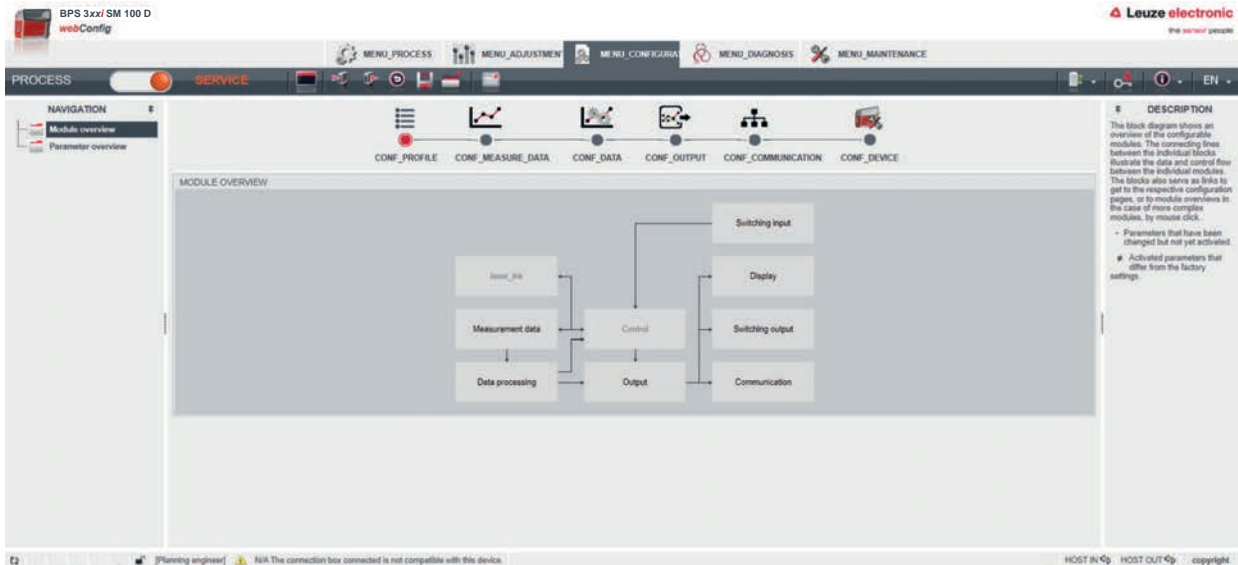 BPS 3xxi SM 100 D
webConfig
Leuze electronic
the sensor people
MENU_PROCESS
MENU_ADJUSTMEN
MENU_CONFIGURA
MENU_DIAGNOSIS
MENU_MAINTENANCE
PROCESS
SERVICE
EN
NAVIGATION
Module overview
Parameter overview
CONF_PROFILE
CONF_MEASURE_DATA
CONF_DATA
CONF_OUTPUT
CONF_COMMUNICATION
CONF_DEVICE
MODULE OVERVIEW
Switching input
Display
Measurement data
Control
Switching output
Data processing
Output
Communication
DESCRIPTION
The block diagram shows an
overview of the configurable
modules. The connecting lines
between the individual blocks
illustrate the data and control flow
between the individual modules.
The blocks also serve as links to
get to the respective configuration
pages, or to module overviews in
the case of more complex
modules, by mouse click.
- Parameters that have been
changed but not yet activated.
≠ Activated parameters that
differ from the factory
settings.
[Planning engineer]
N/A The connection box connected is not compatible with this device.
HOST IN
HOST OUT
copyright